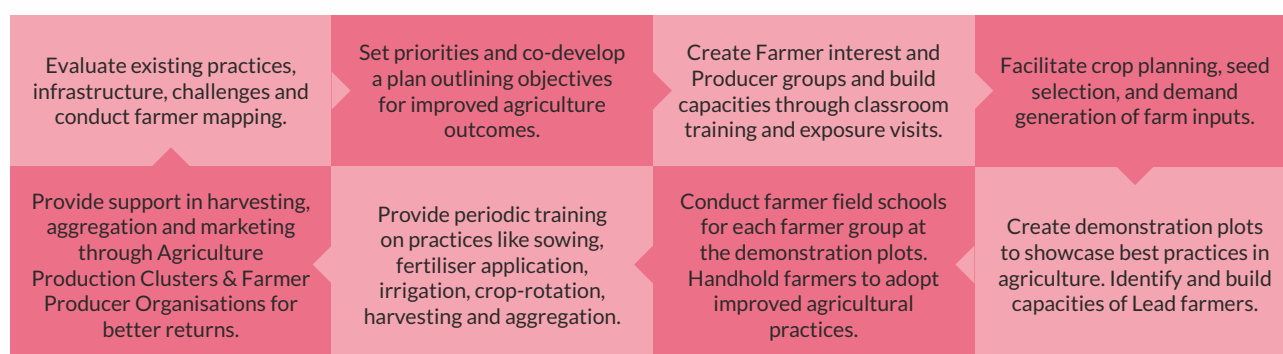 Evaluate existing practices,
infrastructure, challenges and
conduct farmer mapping.
Set priorities and co-develop
a plan outlining objectives
for improved agriculture
outcomes.
Create Farmer interest and
Producer groups and build
capacities through classroom
training and exposure visits.
Facilitate crop planning, seed
selection, and demand
generation of farm inputs.
Create demonstration plots
to showcase best practices in
agriculture. Identify and build
capacities of Lead farmers.
Conduct farmer field schools
for each farmer group at
the demonstration plots.
Handhold farmers to adopt
improved agricultural
practices.
Provide periodic training
on practices like sowing,
fertiliser application,
irrigation, crop-rotation,
harvesting and aggregation.
Provide support in harvesting,
aggregation and marketing
through Agriculture
Production Clusters & Farmer
Producer Organisations for
better returns.